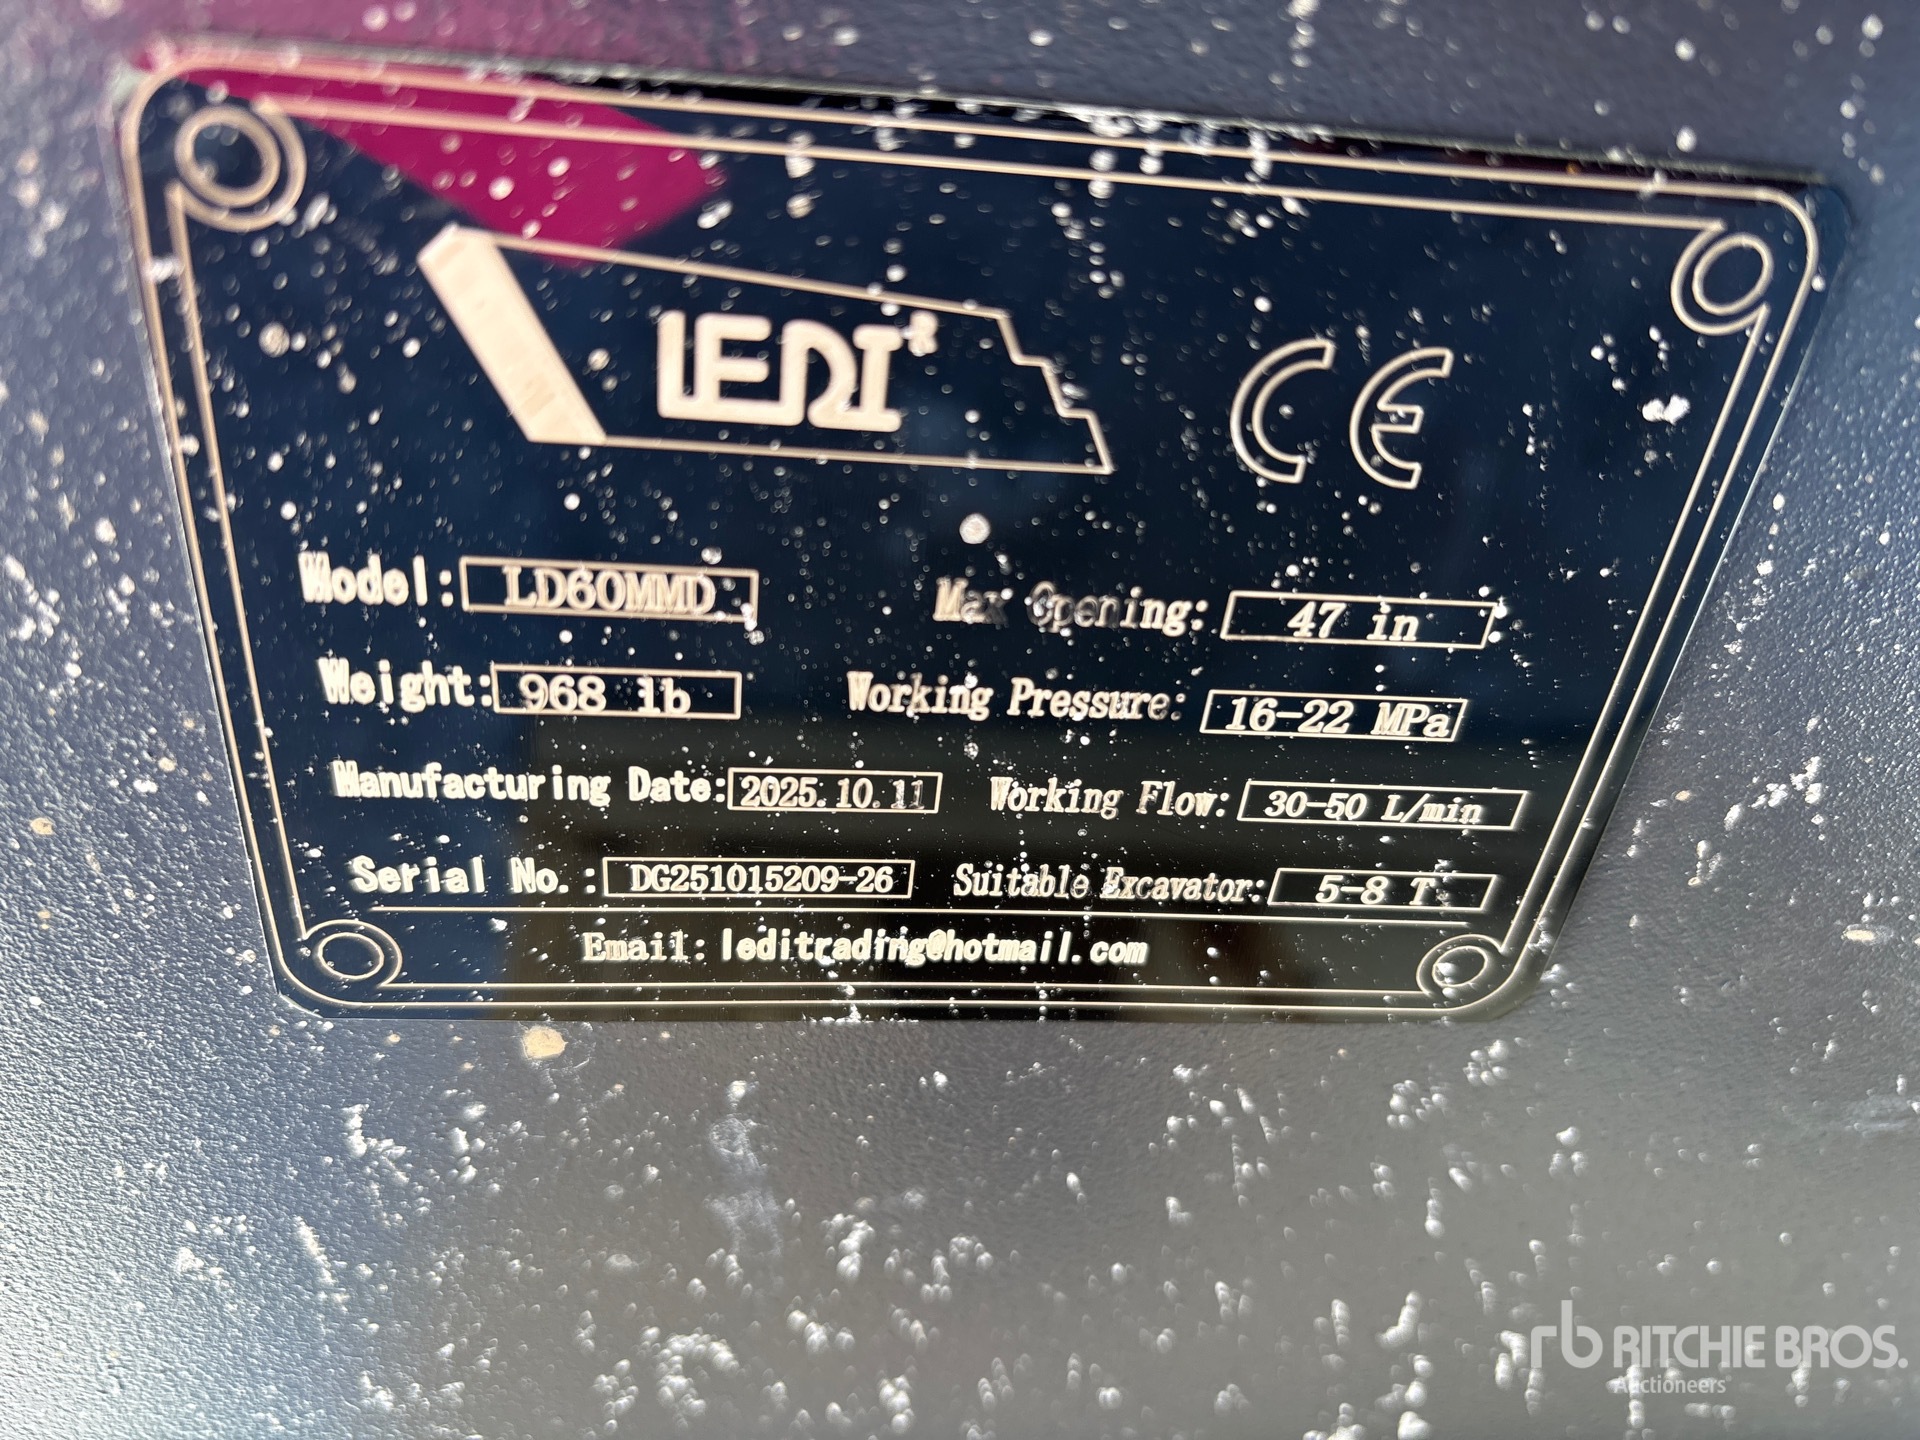 LEDI
CE
Model: LD60MMD Max Opening: 47 in
Weight: 968 lb Working Pressure: 16-22 MPa
Manufacturing Date: 2025.10.11 Working Flow: 30-50 L/min
Serial No.: DG251015209-26 Suitable Excavator: 5-8 T
Email: leditrading@hotmail.com
rb RITCHIE BROS.
Auctioneers